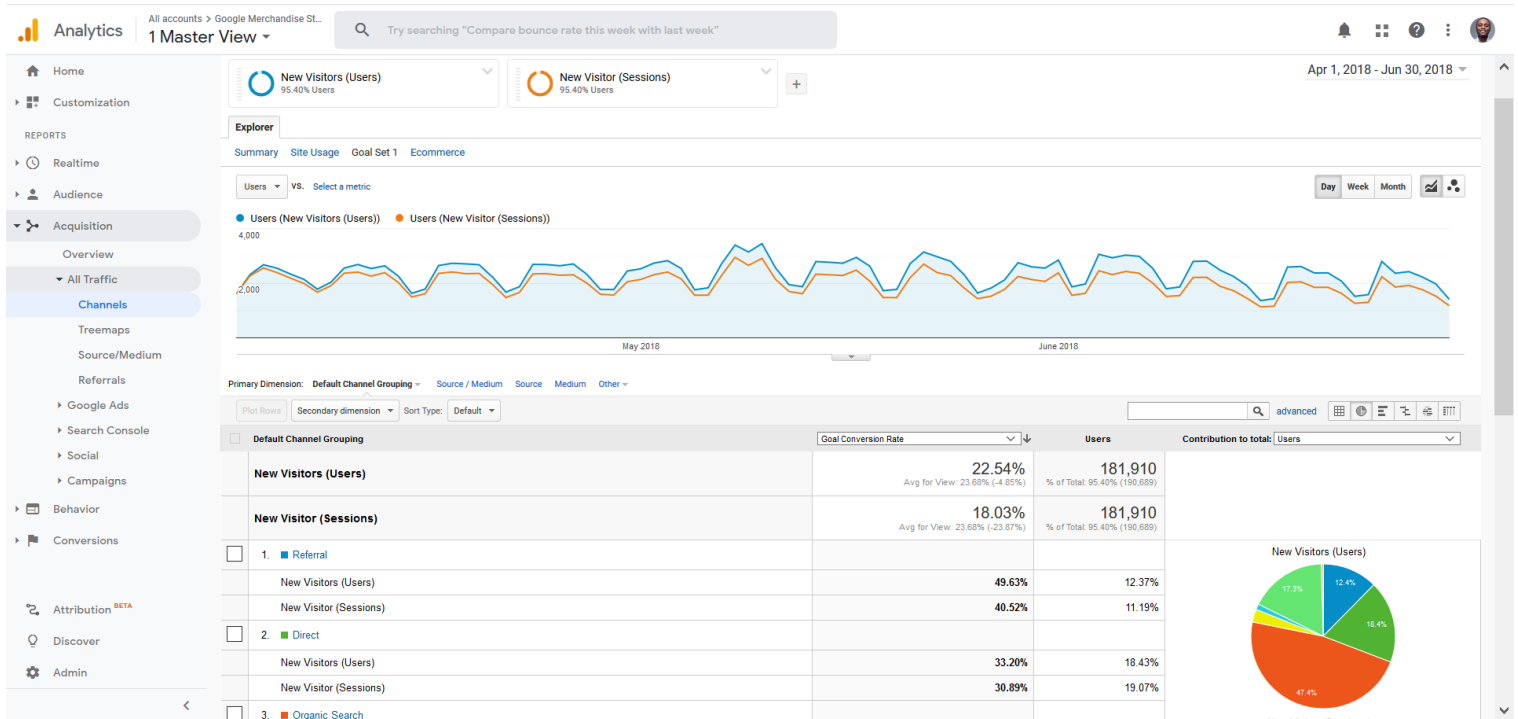 Analytics
All accounts > Google Merchandise St...
1 Master View
Try searching "Compare bounce rate this week with last week"
Home
Customization
REPORTS
Realtime
Audience
Acquisition
Overview
All Traffic
Channels
Treemaps
Source/Medium
Referrals
Google Ads
Search Console
Social
Campaigns
Behavior
Conversions
Attribution BETA
Discover
Admin
New Visitors (Users)
95.40% Users
New Visitor (Sessions)
95.40% Users
+
Apr 1, 2018 - Jun 30, 2018
Explorer
Summary Site Usage Goal Set 1 Ecommerce
Users VS. Select a metric
Day Week Month
Users (New Visitors (Users)) Users (New Visitor (Sessions))
4,000
2,000
May 2018 June 2018
Primary Dimension: Default Channel Grouping Source / Medium Source Medium Other
Plot Rows Secondary dimension Sort Type: Default advanced
Default Channel Grouping Goal Conversion Rate Users Contribution to total: Users
New Visitors (Users) 22.54% 181,910
Avg for View: 23.68% (-4.85%) % of Total: 95.40% (190,689)
New Visitor (Sessions) 18.03% 181,910
Avg for View: 23.68% (-23.87%) % of Total: 95.40% (190,689)
1. Referral
New Visitors (Users) 49.63% 12.37%
New Visitor (Sessions) 40.52% 11.19%
2. Direct
New Visitors (Users) 33.20% 18.43%
New Visitor (Sessions) 30.89% 19.07%
3. Organic Search
New Visitors (Users)
12.4%
17.3%
18.4%
47.4%